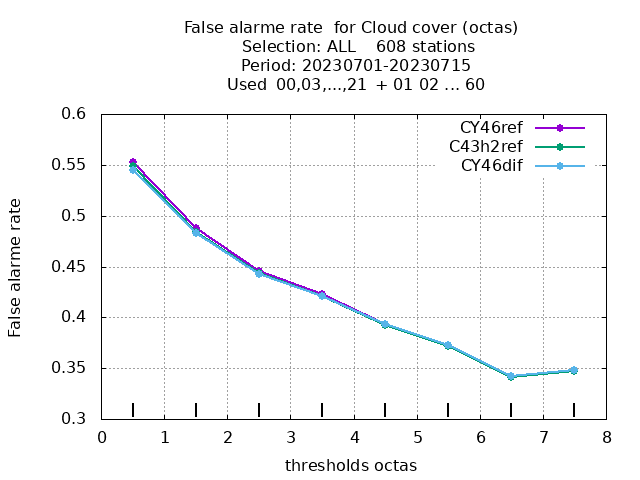 False alarme rate  for Cloud cover (octas)
Selection: ALL    608 stations
Period: 20230701-20230715
Used  00,03,...,21  + 01 02 ... 60
CY46ref
C43h2ref
CY46dif
0.6
0.55
0.5
0.45
0.4
0.35
0.3
False alarme rate
0 1 2 3 4 5 6 7 8
thresholds octas